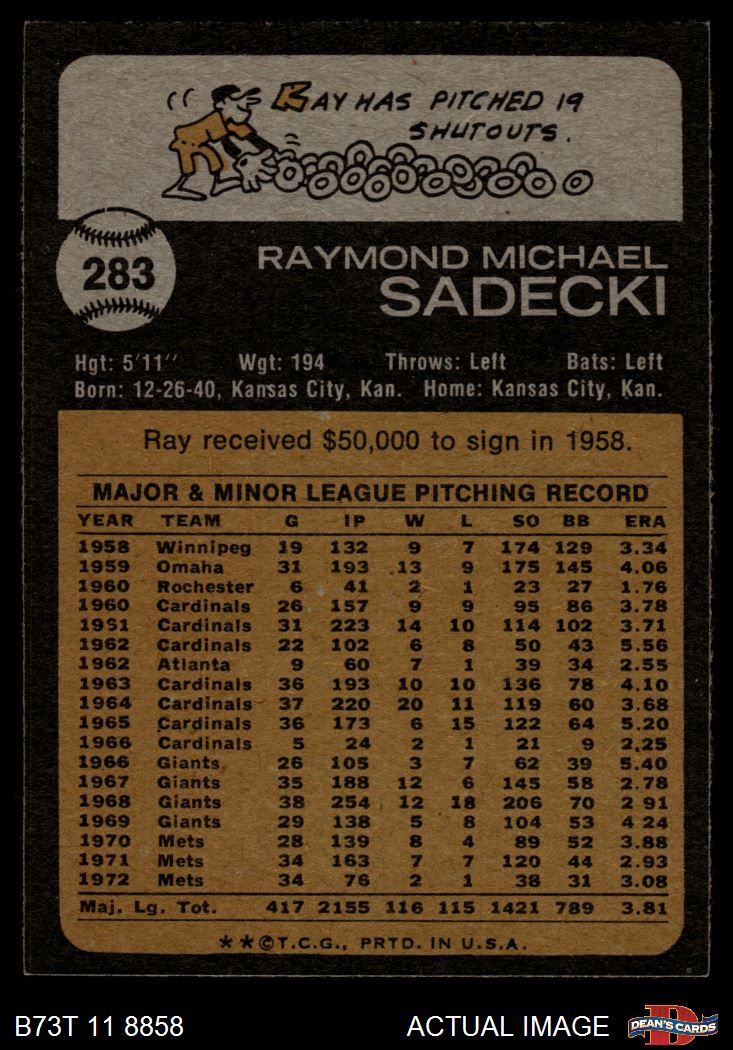 RAY HAS PITCHED 19
SHUTOUTS.
283
RAYMOND MICHAEL
SADECKI
Hgt: 5'11" Wgt: 194 Throws: Left Bats: Left
Born: 12-26-40, Kansas City, Kan. Home: Kansas City, Kan.
Ray received $50,000 to sign in 1958.
MAJOR & MINOR LEAGUE PITCHING RECORD
YEAR TEAM G IP W L SO BB ERA
1958 Winnipeg 19 132 9 7 174 129 3.34
1959 Omaha 31 193 13 9 175 145 4.06
1960 Rochester 6 41 2 1 23 27 1.76
1960 Cardinals 26 157 9 9 95 86 3.78
19S1 Cardinals 31 223 14 10 114 102 3.71
1962 Cardinals 22 102 6 8 50 43 5.56
1962 Atlanta 9 60 7 1 39 34 2.55
1963 Cardinals 36 193 10 10 136 78 4.10
1964 Cardinals 37 220 20 11 119 60 3.68
1965 Cardinals 36 173 6 15 122 64 5.20
1966 Cardinals 5 24 2 1 21 9 2.25
1966 Giants 26 105 3 7 62 39 5.40
1967 Giants 35 188 12 6 145 58 2.78
1968 Giants 38 254 12 18 206 70 2 91
1969 Giants 29 138 5 8 104 53 4 24
1970 Mets 28 139 8 4 89 52 3.88
1971 Mets 34 163 7 7 120 44 2.93
1972 Mets 34 76 2 1 38 31 3.08
Maj. Lg. Tot. 417 2155 116 115 1421 789 3.81
**©T.C.G., PRTD. IN U.S.A.
B73T 11 8858 ACTUAL IMAGE DEAN'S CARDS